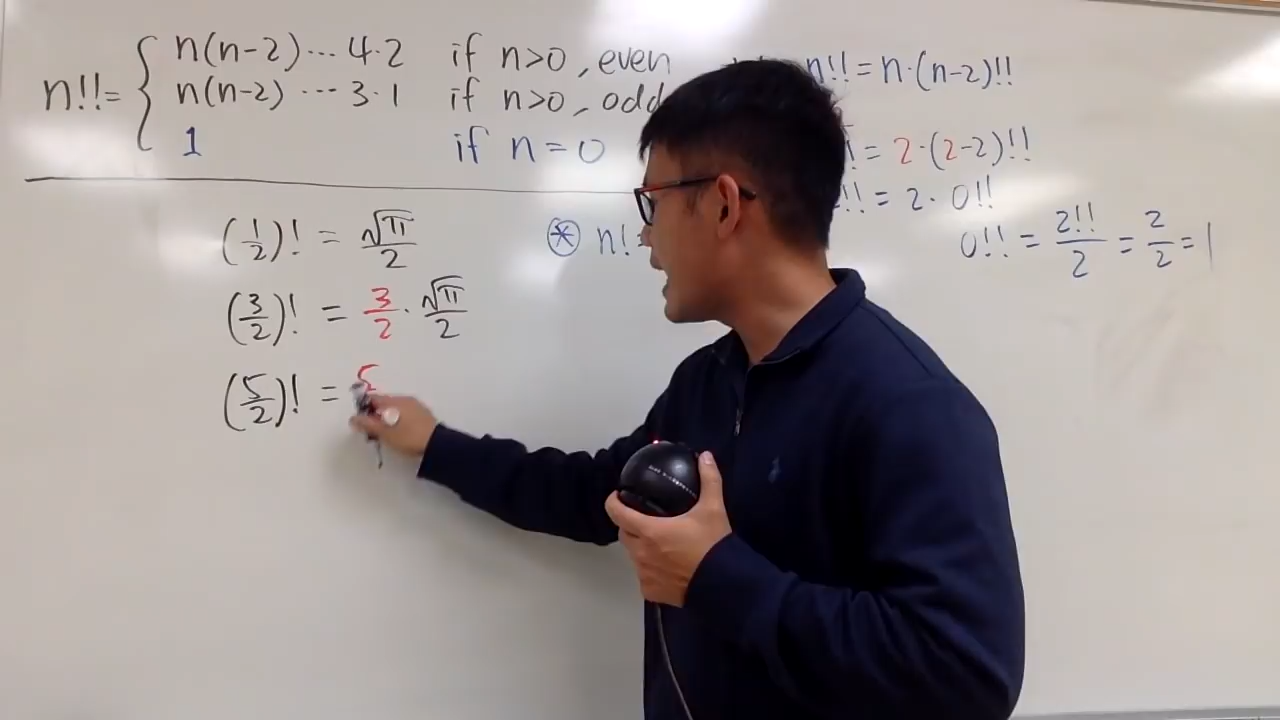 n!! = { n(n-2)⋯4·2 if n>0, even
n(n-2)⋯3·1 if n>0, odd
1 if n=0
n!! = n·(n-2)!!
! = 2·(2-2)!!
!! = 2·0!!
0!! = 2!!/2 = 2/2 = 1
(1/2)! = √π/2
⊛ n! =
(3/2)! = 3/2 · √π/2
(5/2)! = 5